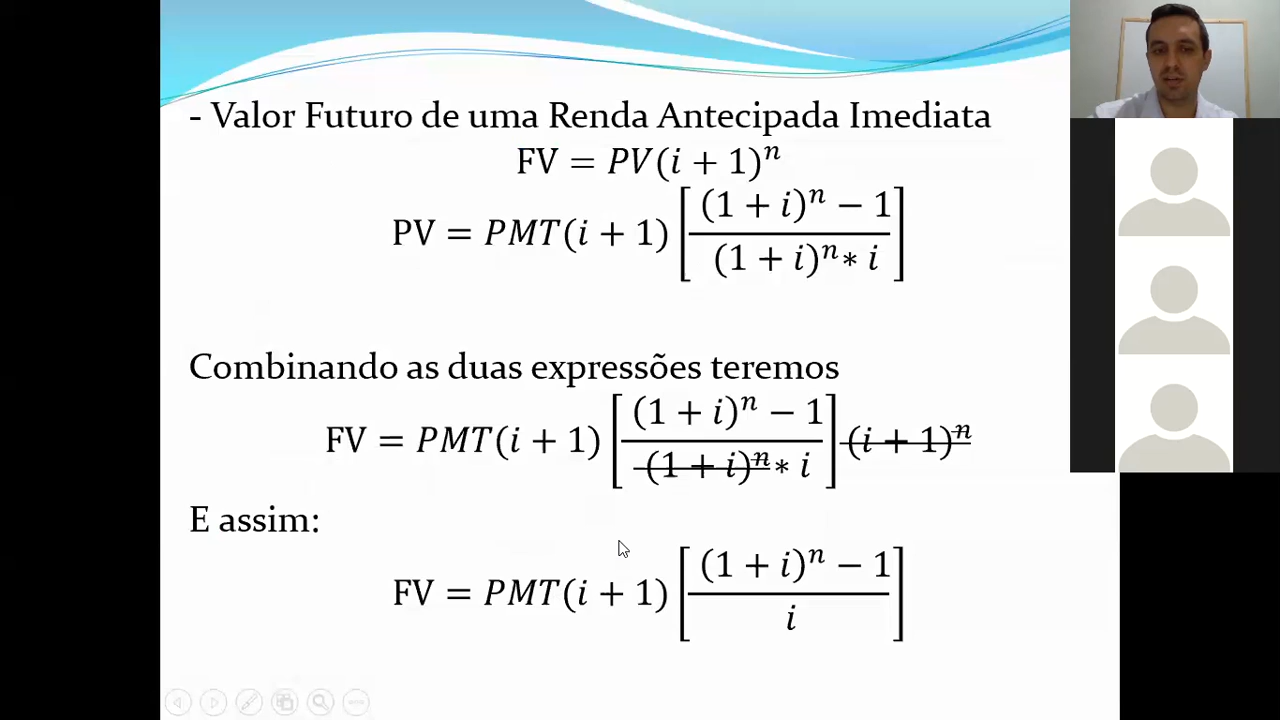 - Valor Futuro de uma Renda Antecipada Imediata
FV = PV(i + 1)^n
PV = PMT(i + 1) [ ((1 + i)^n − 1) / ((1 + i)^n ∗ i) ]
Combinando as duas expressões teremos
FV = PMT(i + 1) [ ((1 + i)^n − 1) / ((1 + i)^n ∗ i) ] (i + 1)^n
E assim:
FV = PMT(i + 1) [ ((1 + i)^n − 1) / i ]